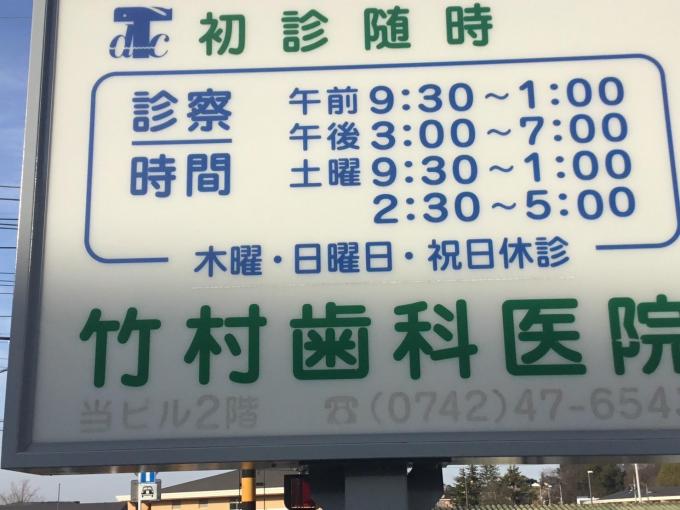 dTc 初診随時
診察
時間
午前 9:30～1:00
午後 3:00～7:00
土曜 9:30～1:00
2:30～5:00
木曜・日曜日・祝日休診
竹村歯科医院
当ビル2階 ☎(0742)47-6543